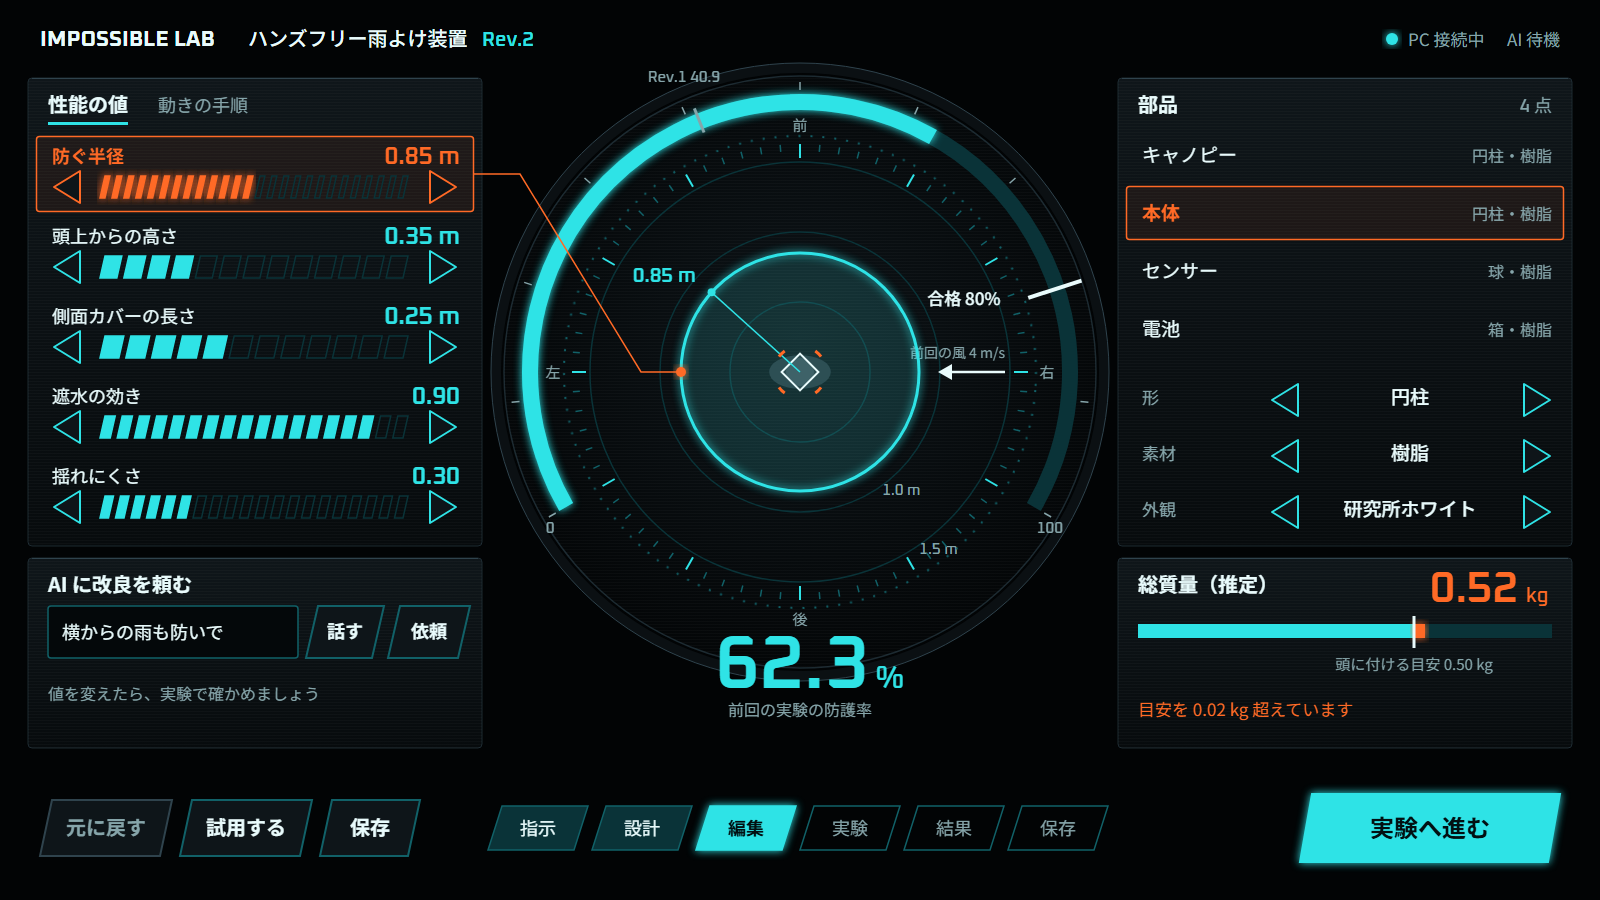 IMPOSSIBLE LAB ハンズフリー雨よけ装置 Rev.2
PC 接続中 AI 待機
性能の値 動きの手順
防ぐ半径 0.85 m
頭上からの高さ 0.35 m
側面カバーの長さ 0.25 m
遮水の効き 0.90
揺れにくさ 0.30
AI に改良を頼む
横からの雨も防いで 話す 依頼
値を変えたら、実験で確かめましょう
Rev.1 40.9
前
0.85 m
合格 80%
前回の風 4 m/s
左 右
1.0 m
0 100
1.5 m
後
62.3 %
前回の実験の防護率
部品 4 点
キャノピー 円柱・樹脂
本体 円柱・樹脂
センサー 球・樹脂
電池 箱・樹脂
形 円柱
素材 樹脂
外観 研究所ホワイト
総質量（推定） 0.52 kg
頭に付ける目安 0.50 kg
目安を 0.02 kg 超えています
元に戻す 試用する 保存
指示 設計 編集 実験 結果 保存
実験へ進む